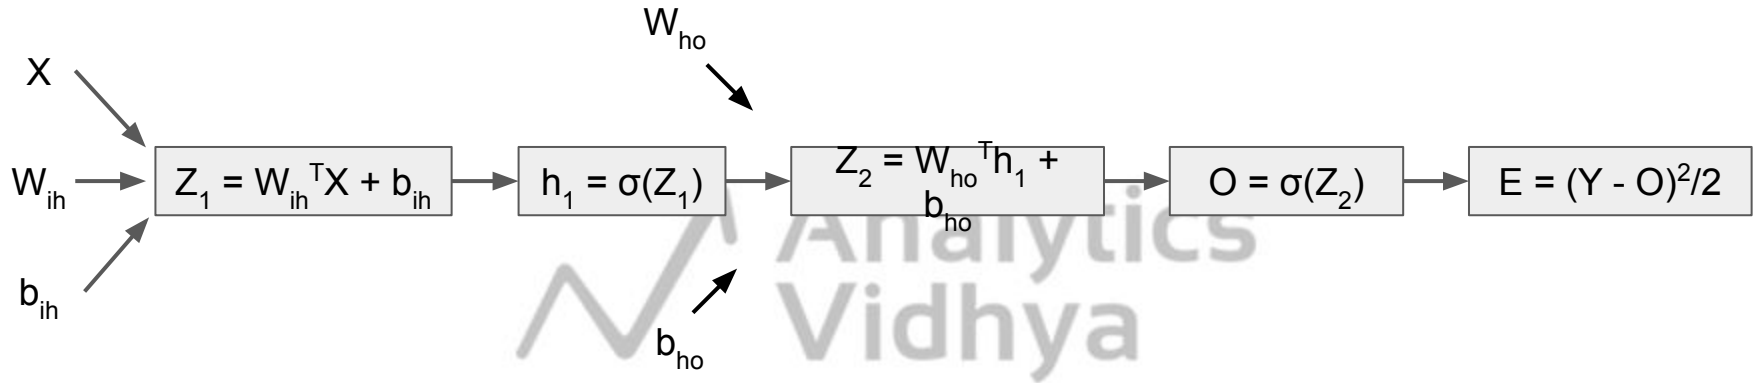 W_ho
X
W_ih
b_ih
Z_1 = W_ih^T X + b_ih
h_1 = σ(Z_1)
Z_2 = W_ho^T h_1 +
b_ho
O = σ(Z_2)
E = (Y - O)^2/2
b_ho
Analytics
Vidhya